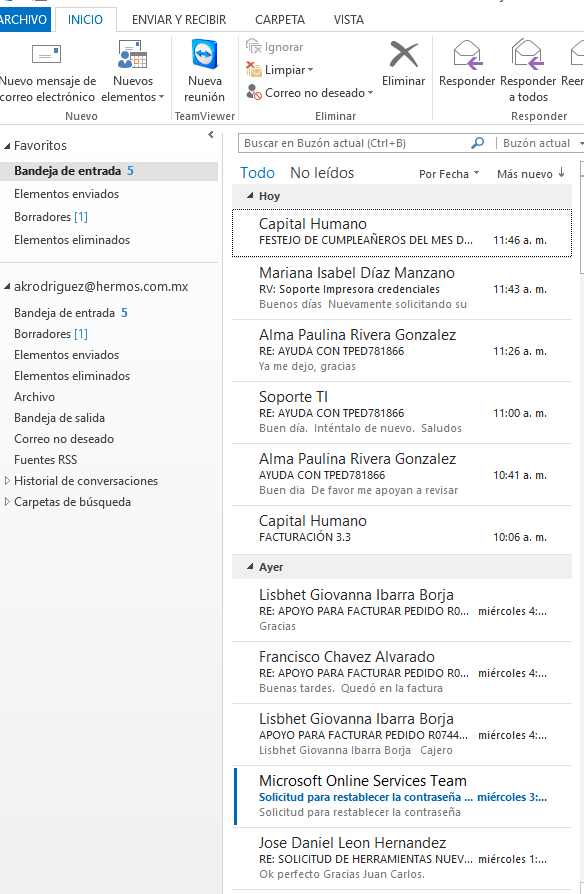 ARCHIVO INICIO ENVIAR Y RECIBIR CARPETA VISTA
Nuevo mensaje de correo electrónico
Nuevos elementos
Nuevo
Nueva reunión
TeamViewer
Ignorar
Limpiar
Correo no deseado
Eliminar
Eliminar
Responder
Responder a todos
Reen
Responder
Favoritos
Bandeja de entrada 5
Elementos enviados
Borradores [1]
Elementos eliminados
akrodriguez@hermos.com.mx
Bandeja de entrada 5
Borradores [1]
Elementos enviados
Elementos eliminados
Archivo
Bandeja de salida
Correo no deseado
Fuentes RSS
Historial de conversaciones
Carpetas de búsqueda
Buscar en Buzón actual (Ctrl+B) Buzón actual
Todo No leídos Por Fecha Más nuevo
Hoy
Capital Humano
FESTEJO DE CUMPLEAÑEROS DEL MES D... 11:46 a. m.
Mariana Isabel Díaz Manzano
RV: Soporte Impresora credenciales 11:43 a. m.
Buenos días Nuevamente solicitando su
Alma Paulina Rivera Gonzalez
RE: AYUDA CON TPED781866 11:26 a. m.
Ya me dejo, gracias
Soporte TI
RE: AYUDA CON TPED781866 11:00 a. m.
Buen día. Inténtalo de nuevo. Saludos
Alma Paulina Rivera Gonzalez
AYUDA CON TPED781866 10:41 a. m.
Buen dia De favor me apoyan a revisar
Capital Humano
FACTURACIÓN 3.3 10:06 a. m.
Ayer
Lisbhet Giovanna Ibarra Borja
RE: APOYO PARA FACTURAR PEDIDO R0... miércoles 4:...
Gracias
Francisco Chavez Alvarado
RE: APOYO PARA FACTURAR PEDIDO R0... miércoles 4:...
Buenas tardes. Quedó en la factura
Lisbhet Giovanna Ibarra Borja
APOYO PARA FACTURAR PEDIDO R0744... miércoles 4:...
Lisbhet Giovanna Ibarra Borja Cajero
Microsoft Online Services Team
Solicitud para restablecer la contraseña ... miércoles 3:...
Solicitud para restablecer la contraseña
Jose Daniel Leon Hernandez
RE: SOLICITUD DE HERRAMIENTAS NUEV... miércoles 1:...
Ok perfecto Gracias Juan Carlos.